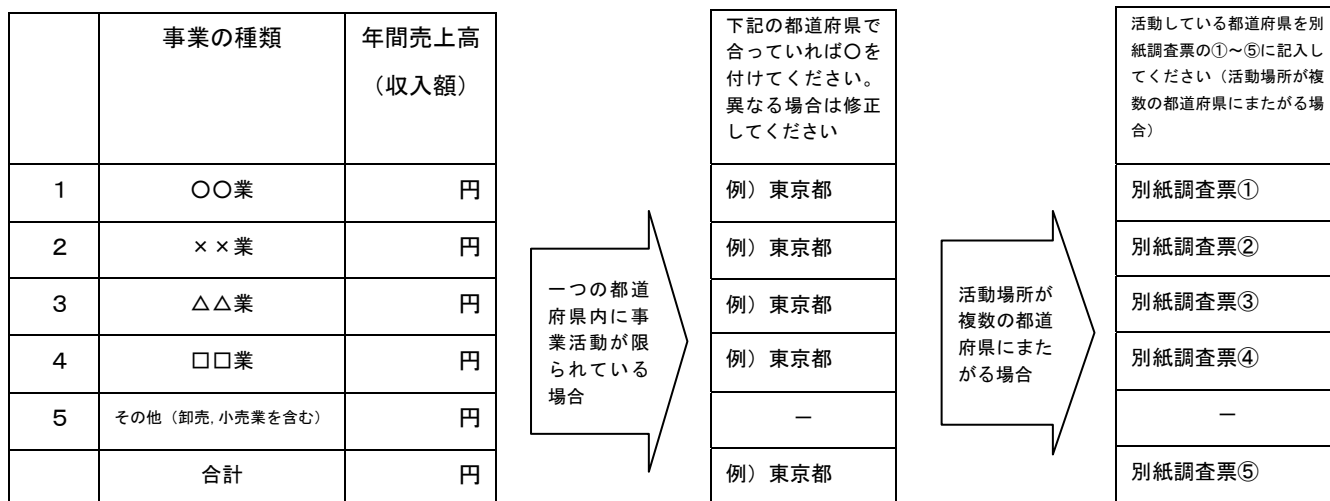 事業の種類
年間売上高
（収入額）
1
〇〇業
円
2
××業
円
3
△△業
円
4
□□業
円
5
その他（卸売,小売業を含む）
円
合計
円
一つの都道
府県内に事
業活動が限
られている
場合
下記の都道府県で
合っていれば〇を
付けてください。
異なる場合は修正
してください
例）東京都
例）東京都
例）東京都
例）東京都
－
例）東京都
活動場所が
複数の都道
府県にまた
がる場合
活動している都道府県を別
紙調査票の①～⑤に記入し
てください（活動場所が複
数の都道府県にまたがる場
合）
別紙調査票①
別紙調査票②
別紙調査票③
別紙調査票④
－
別紙調査票⑤